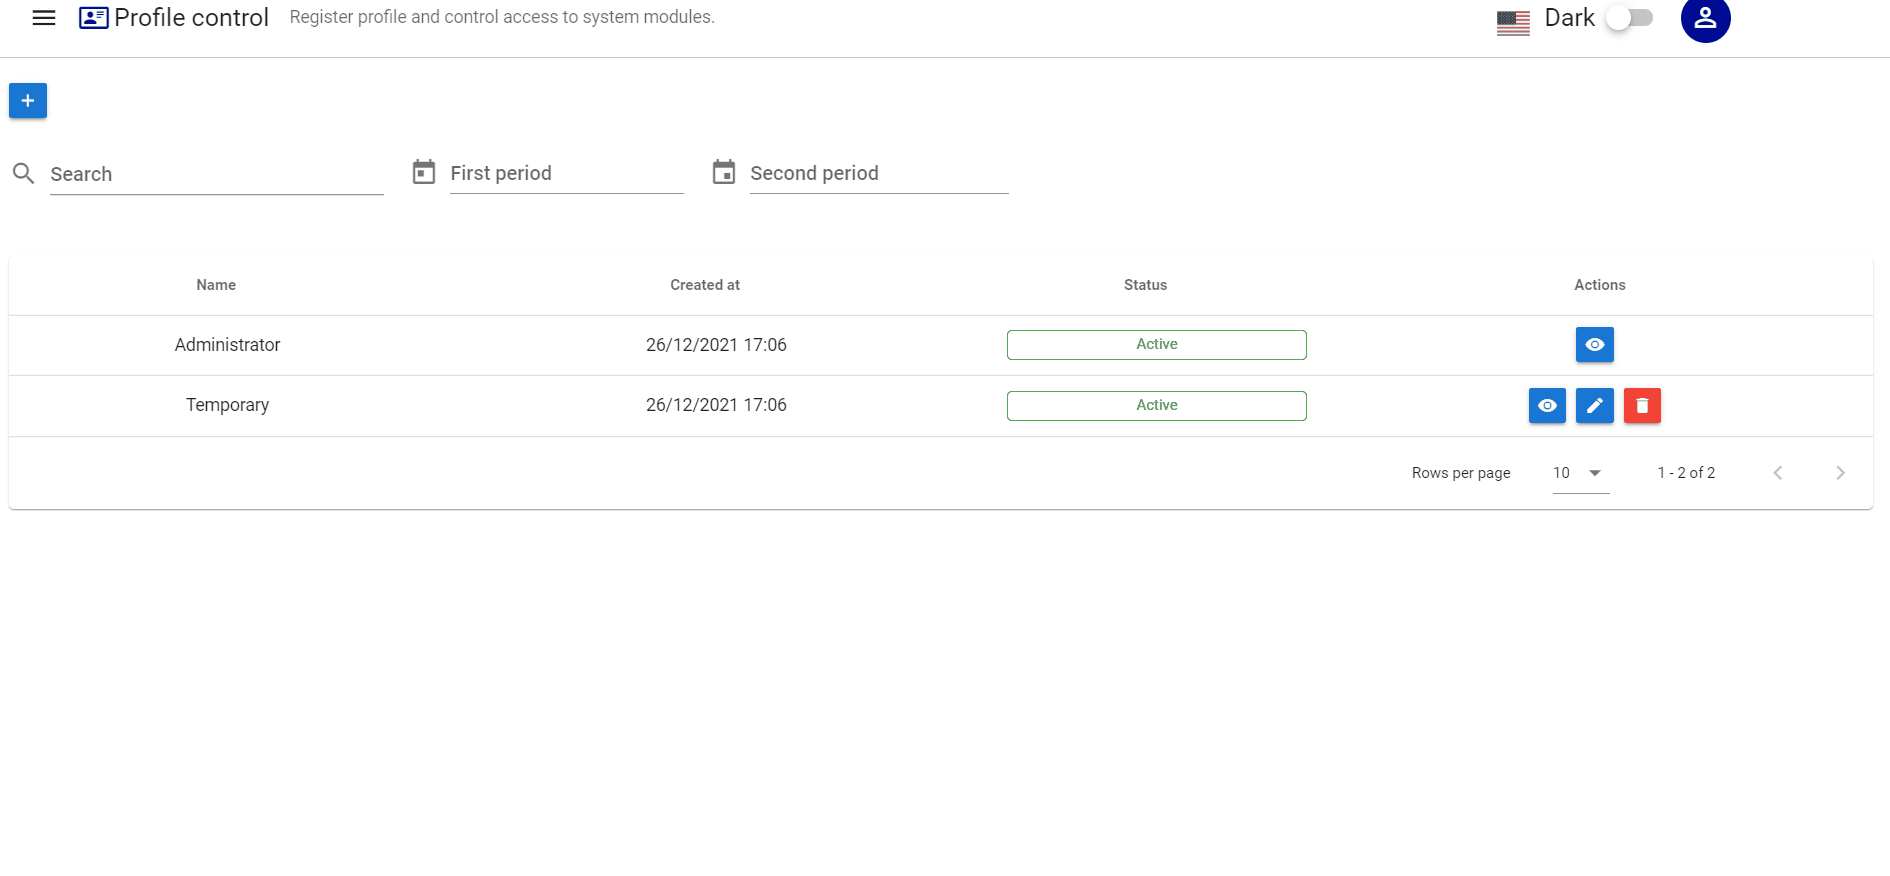 Profile control Register profile and control access to system modules. Dark
Search First period Second period
Name Created at Status Actions
Administrator 26/12/2021 17:06 Active
Temporary 26/12/2021 17:06 Active
Rows per page 10 1 - 2 of 2